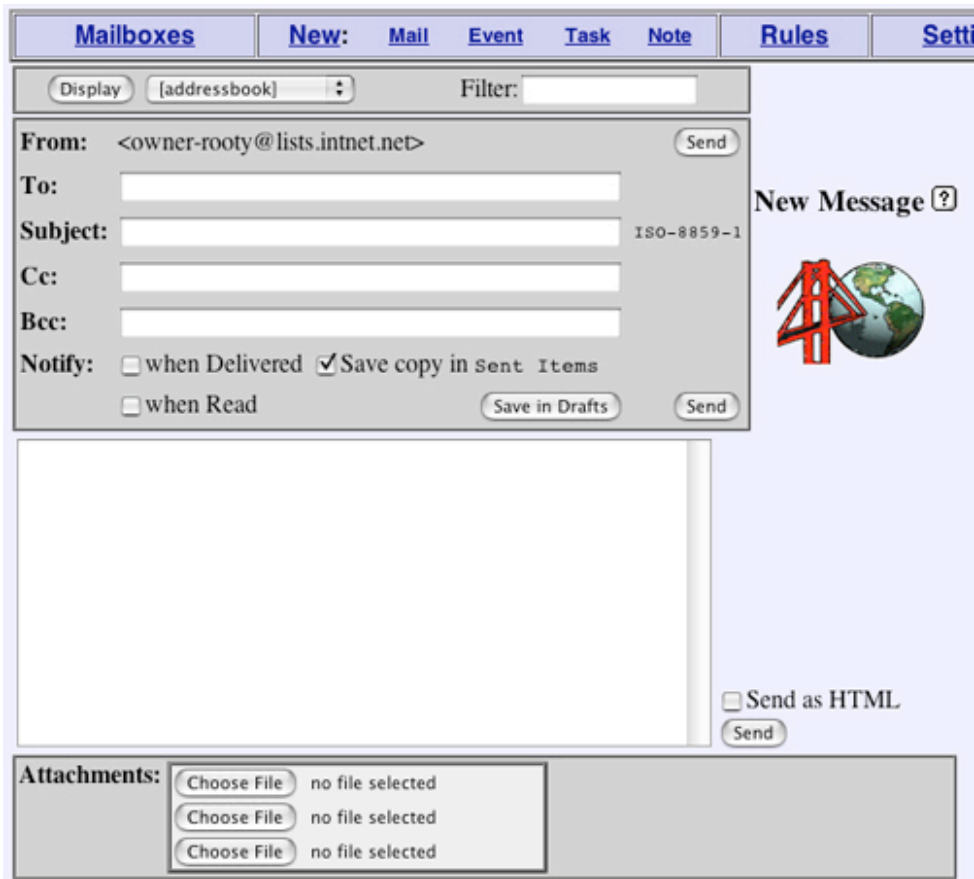 Mailboxes New: Mail Event Task Note Rules
Display [addressbook] Filter:
From: <owner-rooty@lists.intnet.net> Send
To:
New Message ?
Subject: ISO-8859-1
Cc:
Bcc:
Notify: when Delivered Save copy in Sent Items
when Read Save in Drafts Send
Send as HTML
Send
Attachments: Choose File no file selected
Choose File no file selected
Choose File no file selected